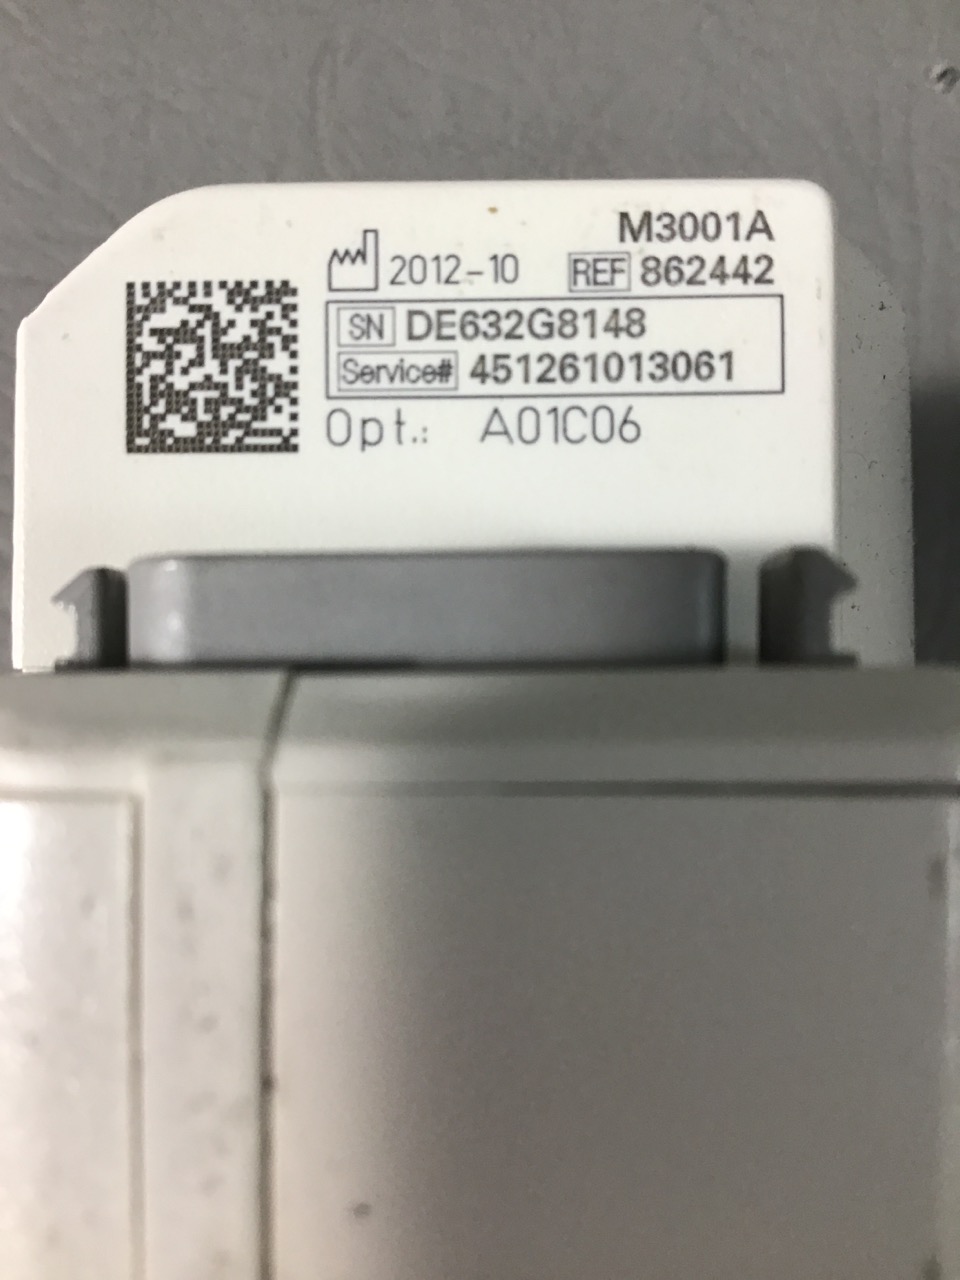 M3001A
2012-10 REF 862442
SN DE632G8148
Service# 451261013061
Opt.: A01C06